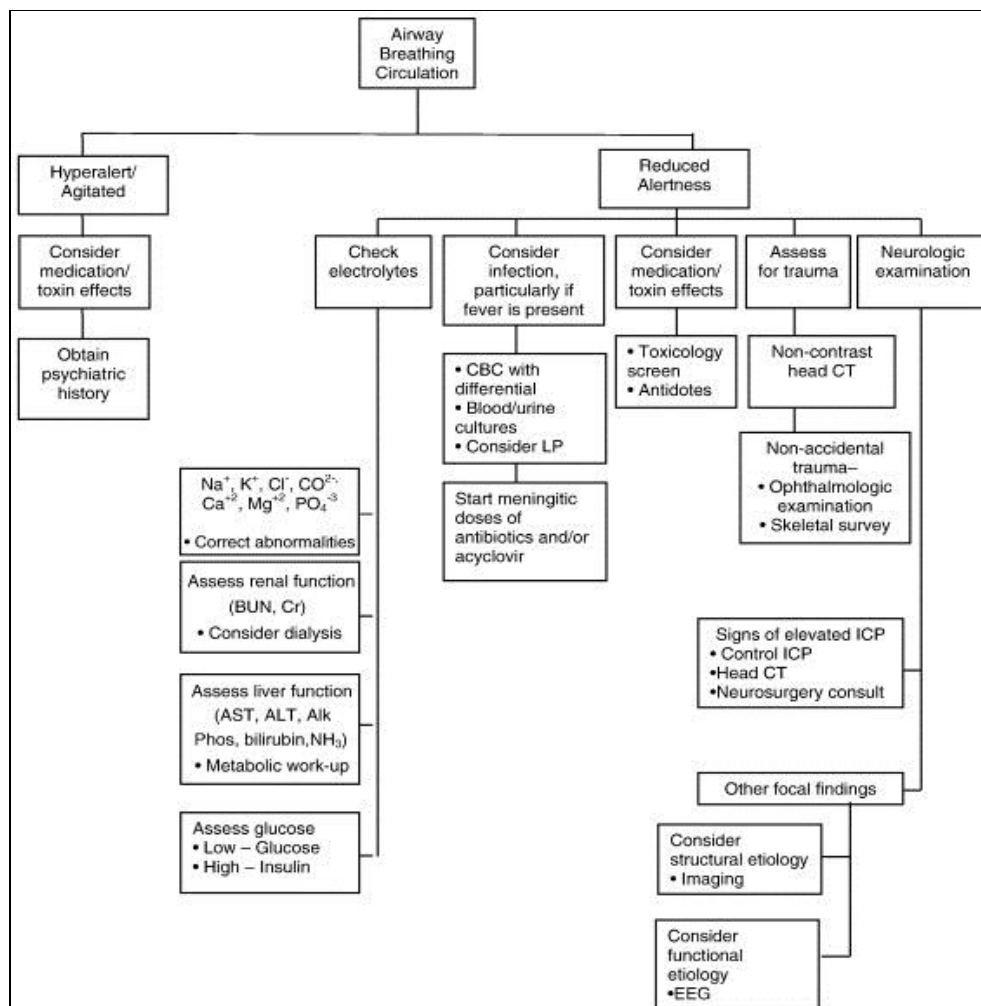 Airway
Breathing
Circulation
Hyperalert/
Agitated
Reduced
Alertness
Consider
medication/
toxin effects
Check
electrolytes
Consider
infection,
particularly if
fever is present
Consider
medication/
toxin effects
Assess
for trauma
Neurologic
examination
Obtain
psychiatric
history
• CBC with
differential
• Blood/urine
cultures
• Consider LP
• Toxicology
screen
• Antidotes
Non-contrast
head CT
Non-accidental
trauma–
• Ophthalmologic
examination
• Skeletal survey
Start meningitic
doses of
antibiotics and/or
acyclovir
Na⁺, K⁺, Cl⁻, CO²⁻,
Ca⁺², Mg⁺², PO₄⁻³
• Correct abnormalities
Assess renal function
(BUN, Cr)
• Consider dialysis
Assess liver function
(AST, ALT, Alk
Phos, bilirubin,NH₃)
• Metabolic work-up
Assess glucose
• Low – Glucose
• High – Insulin
Signs of elevated ICP
• Control ICP
•Head CT
•Neurosurgery consult
Other focal findings
Consider
structural etiology
• Imaging
Consider
functional
etiology
•EEG